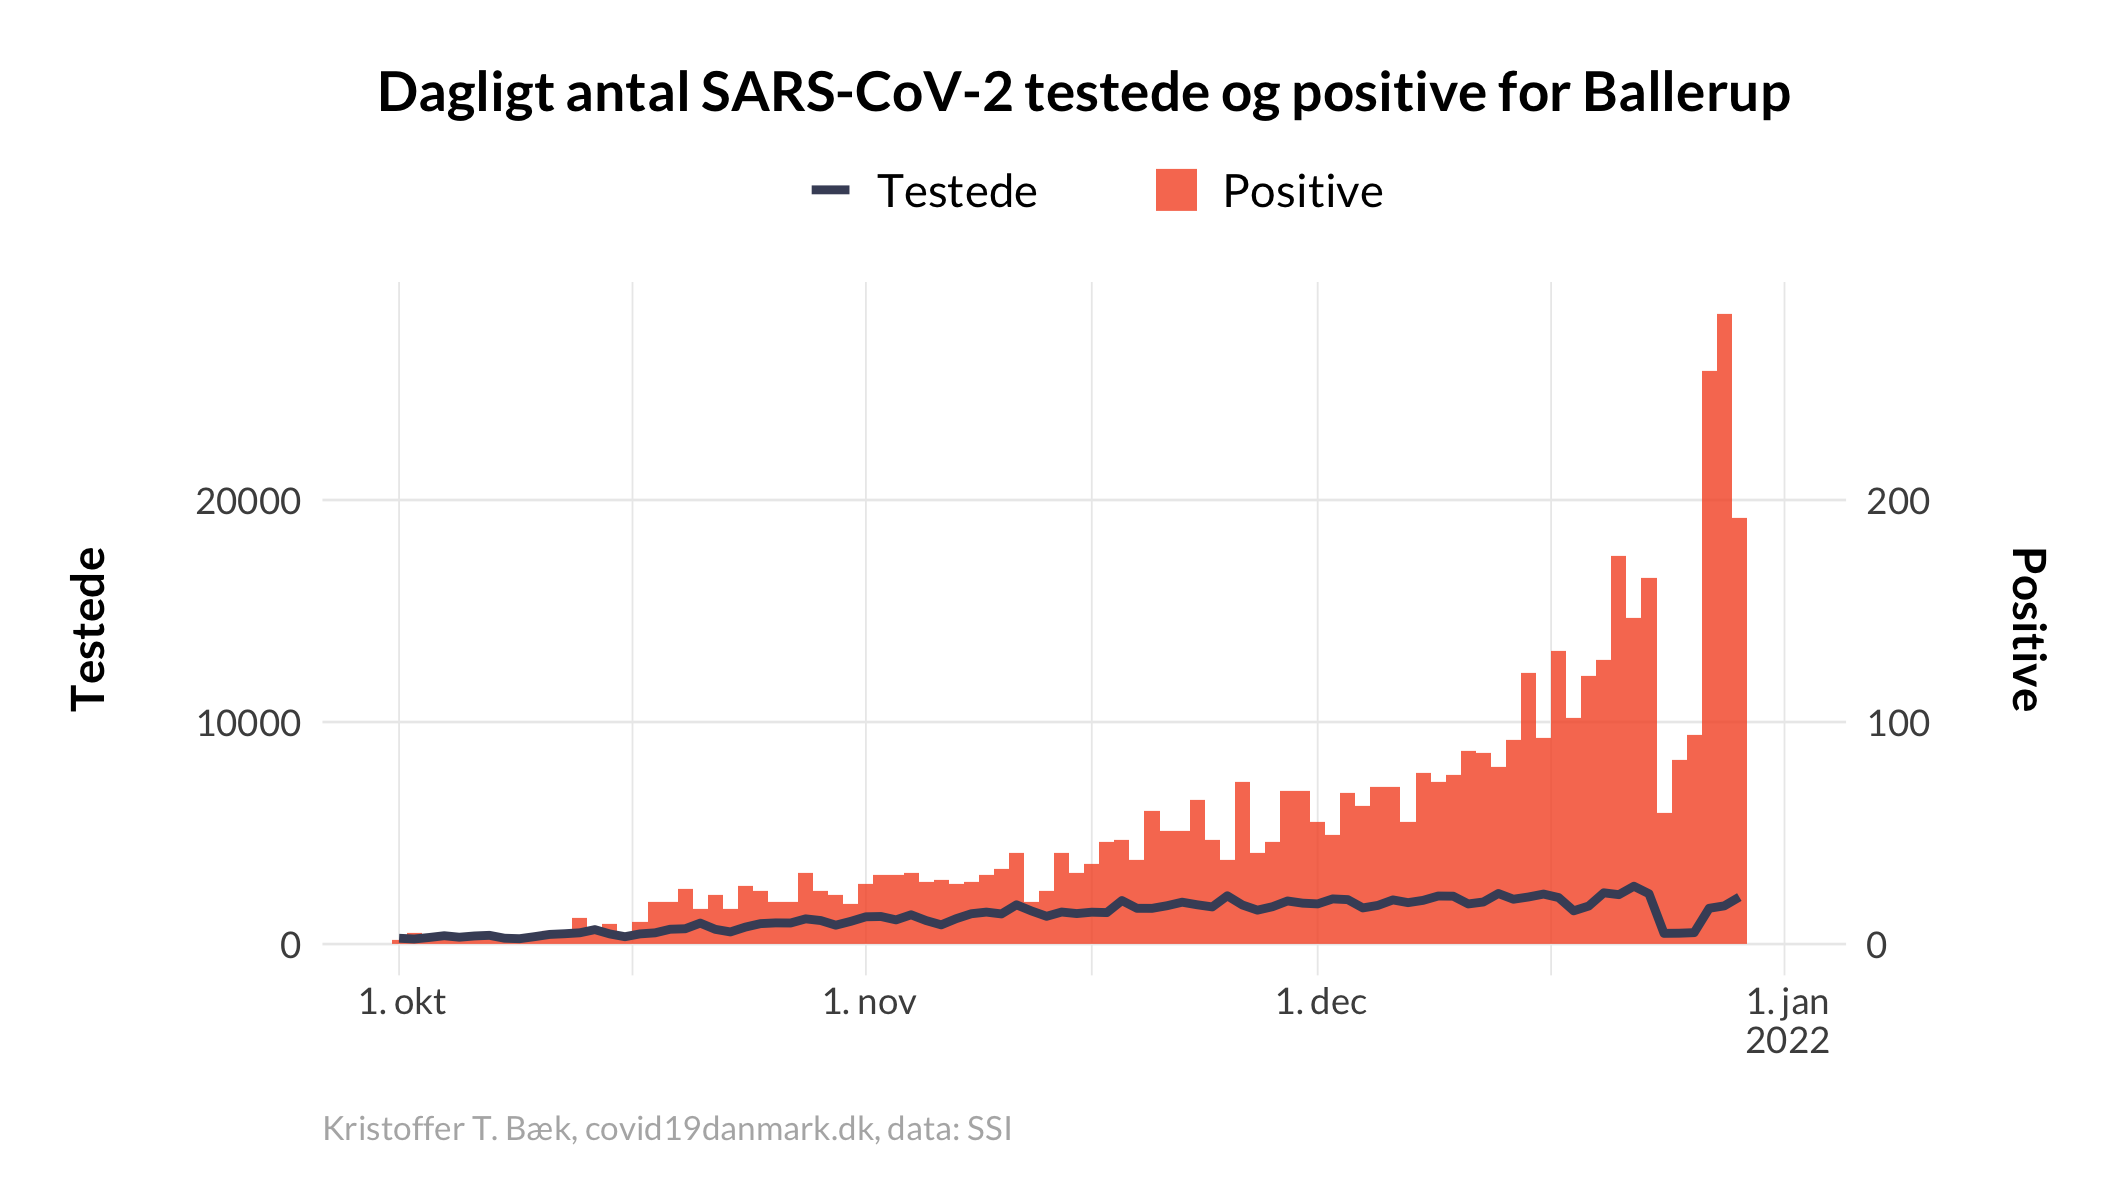 Dagligt antal SARS-CoV-2 testede og positive for Ballerup
Testede
Positive
20000
10000
0
Testede
200
100
0
Positive
1. okt
1. nov
1. dec
1. jan
2022
Kristoffer T. Bæk, covid19danmark.dk, data: SSI